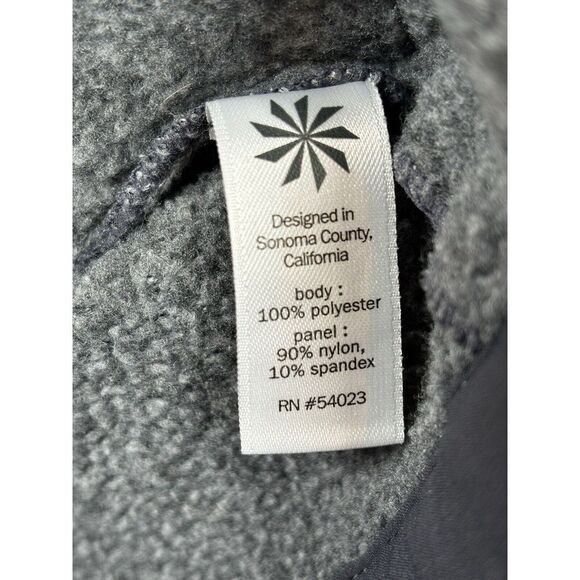 Designed in
Sonoma County,
California
body :
100% polyester
panel :
90% nylon,
10% spandex
RN #54023